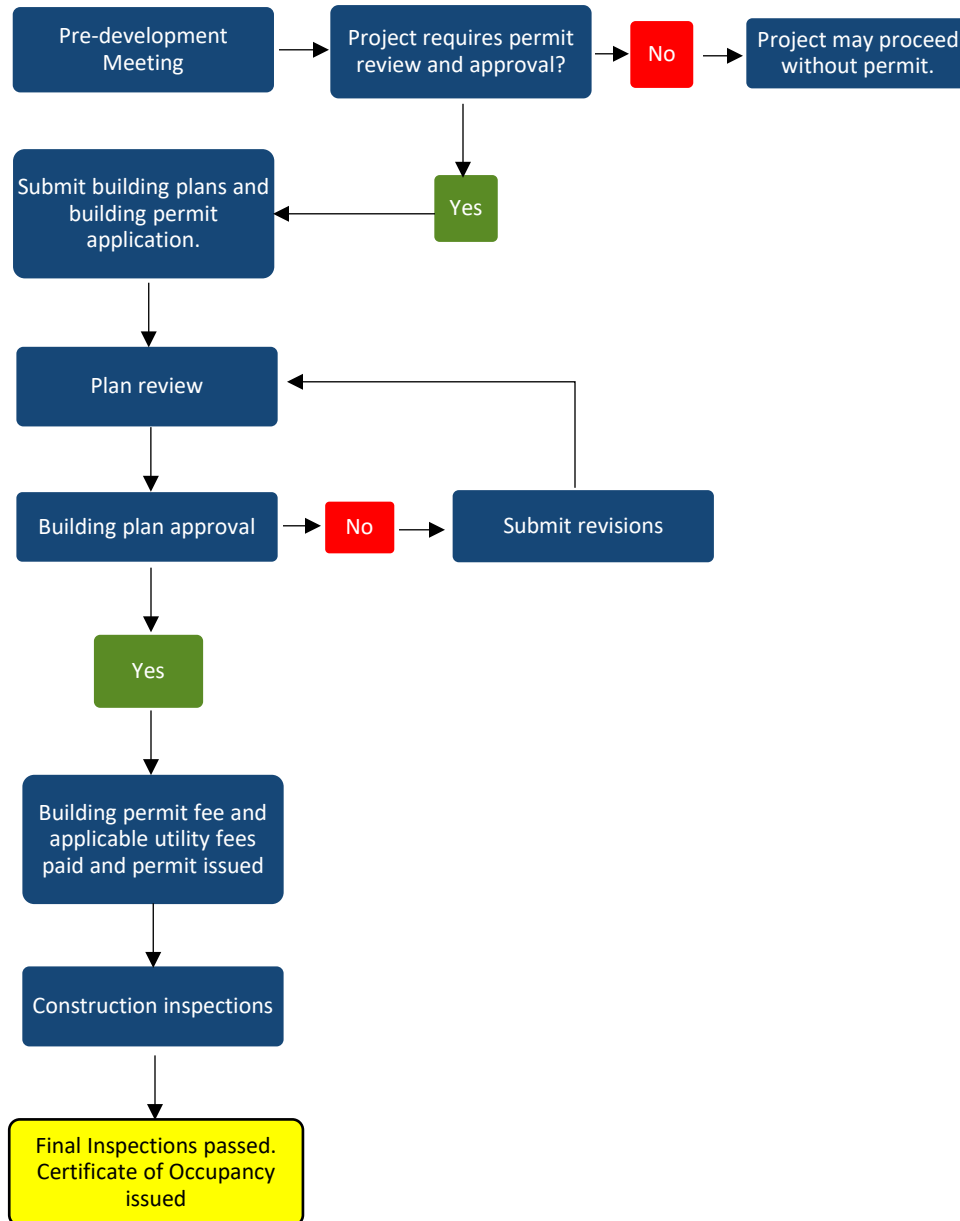 Pre-development
Meeting
Project requires permit
review and approval?
No
Project may proceed
without permit.
Submit building plans and
building permit
application.
Yes
Plan review
Building plan approval
No
Submit revisions
Yes
Building permit fee and
applicable utility fees
paid and permit issued
Construction inspections
Final Inspections passed.
Certificate of Occupancy
issued